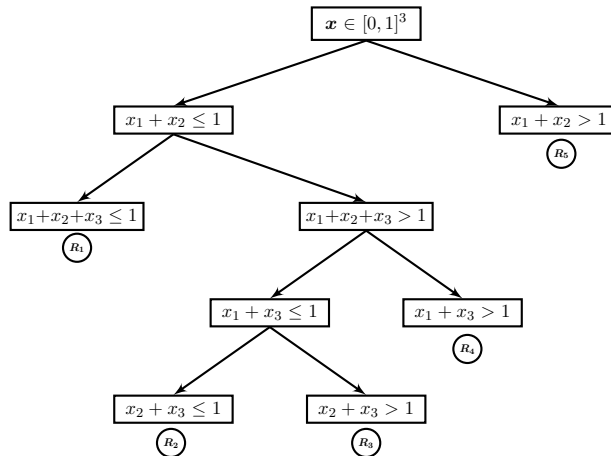 x ∈ [0, 1]³
x₁ + x₂ ≤ 1
x₁ + x₂ > 1
R₅
x₁+x₂+x₃ ≤ 1
x₁+x₂+x₃ > 1
R₁
x₁ + x₃ ≤ 1
x₁ + x₃ > 1
R₄
x₂ + x₃ ≤ 1
x₂ + x₃ > 1
R₂
R₃